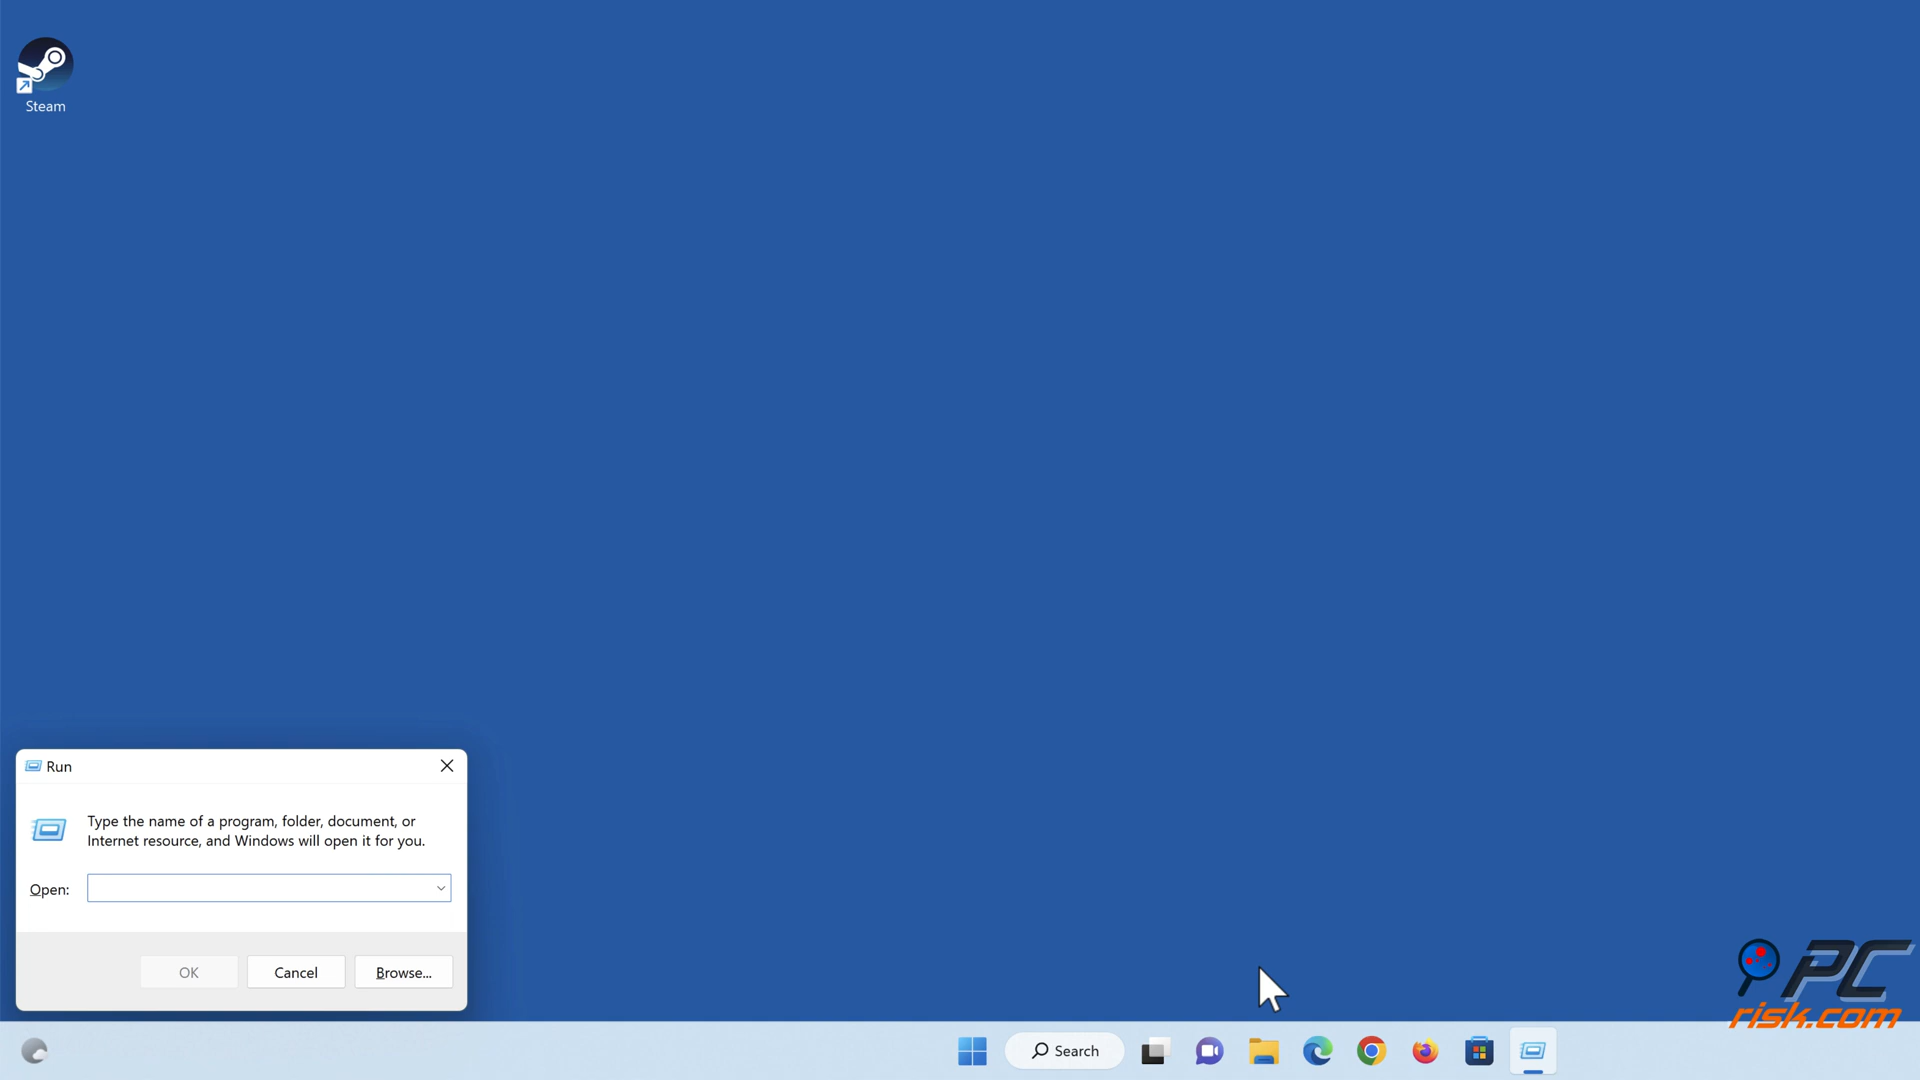 Steam
Run
Type the name of a program, folder, document, or
Internet resource, and Windows will open it for you.
Open:
OK
Cancel
Browse...
PC
risk.com
Search